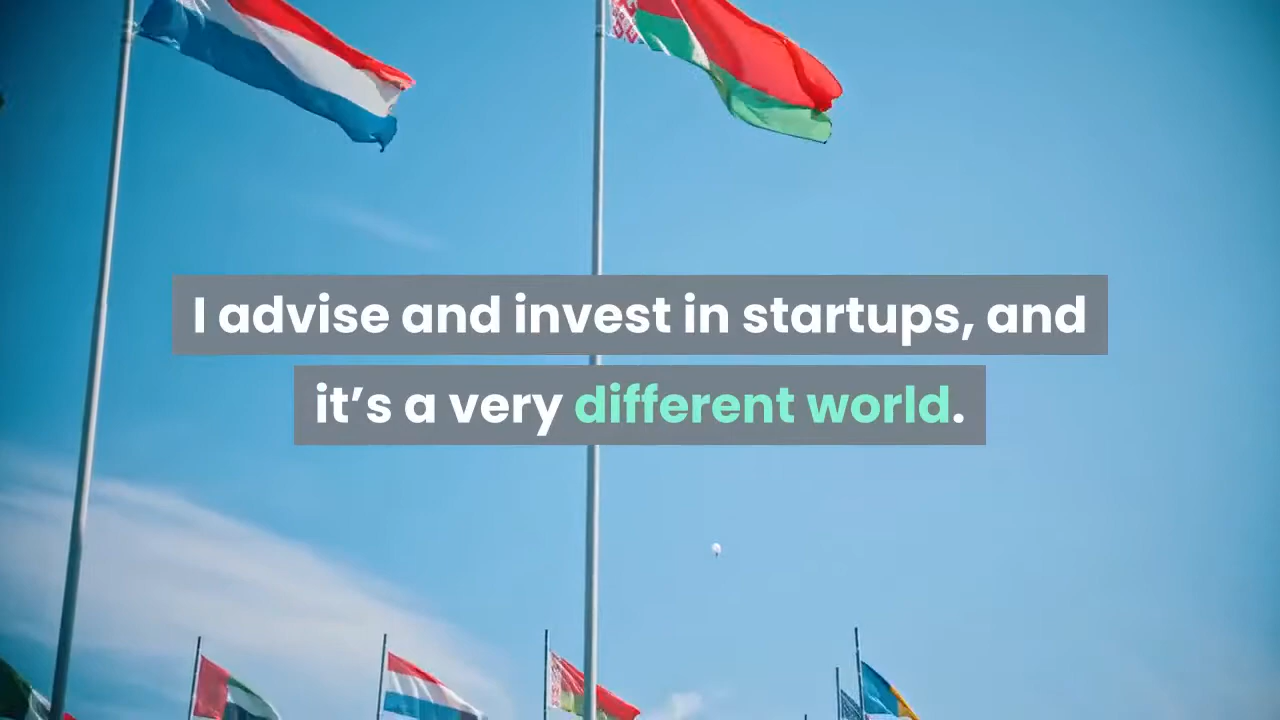 I advise and invest in startups, and
it’s a very different world.